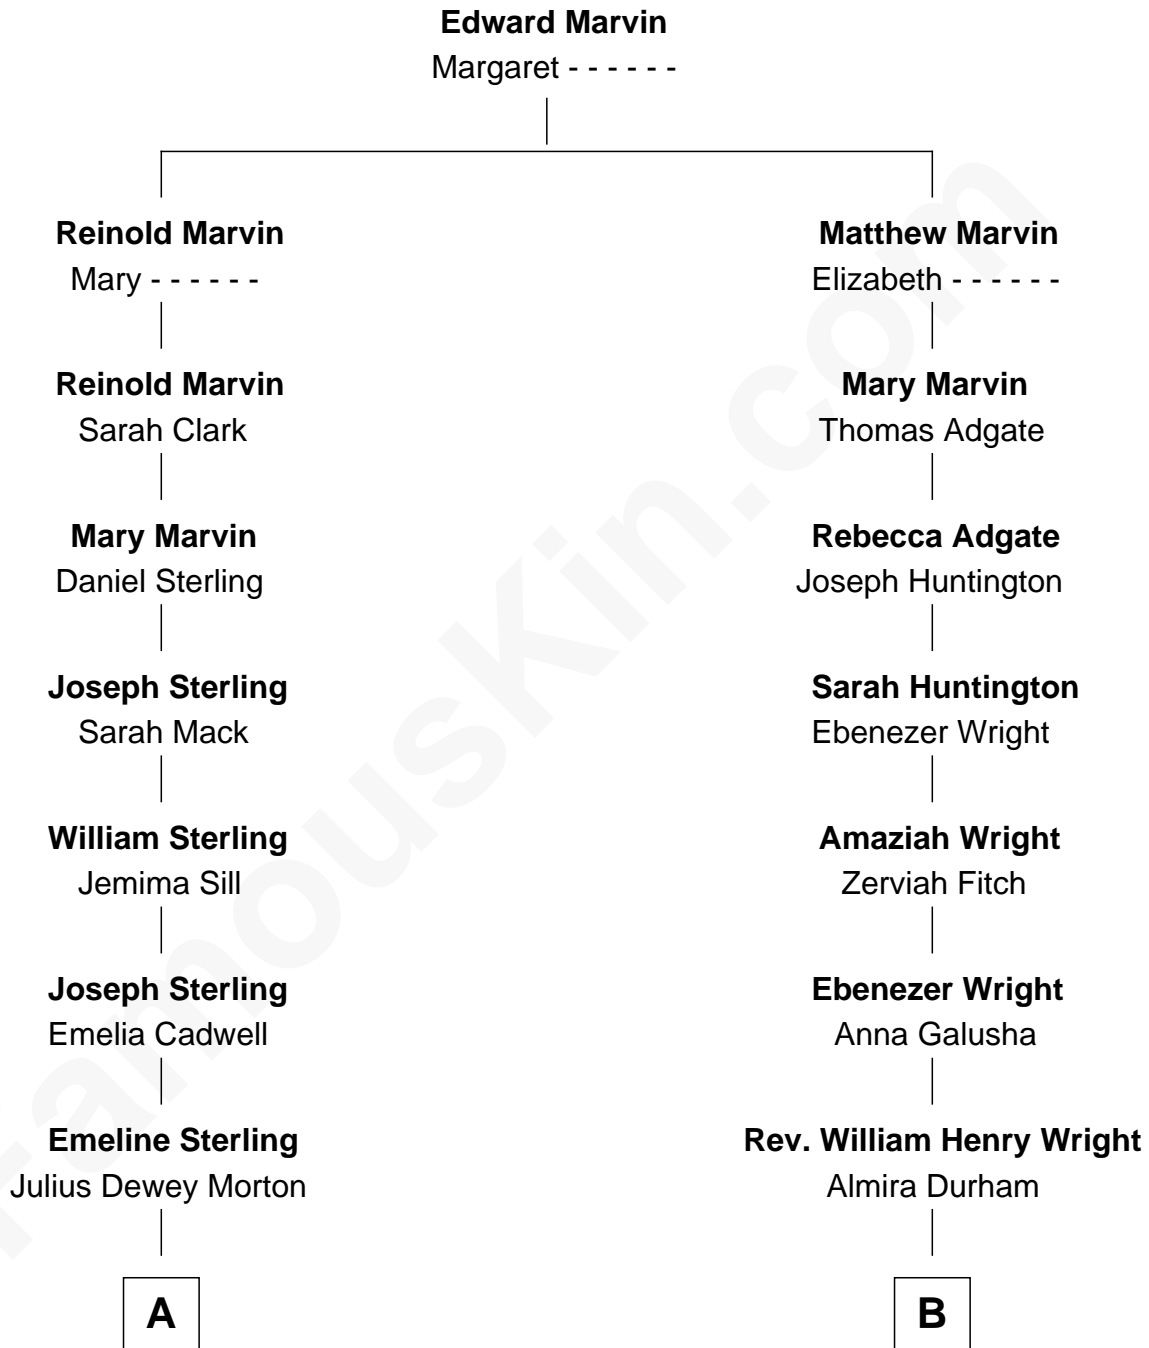 Edward Marvin
Margaret - - - - - -
Reinold Marvin
Mary - - - - - -
Matthew Marvin
Elizabeth - - - - - -
Reinold Marvin
Sarah Clark
Mary Marvin
Thomas Adgate
Mary Marvin
Daniel Sterling
Rebecca Adgate
Joseph Huntington
Joseph Sterling
Sarah Mack
Sarah Huntington
Ebenezer Wright
William Sterling
Jemima Sill
Amaziah Wright
Zerviah Fitch
Joseph Sterling
Emelia Cadwell
Ebenezer Wright
Anna Galusha
Emeline Sterling
Julius Dewey Morton
Rev. William Henry Wright
Almira Durham
A
B
FamousKin.com